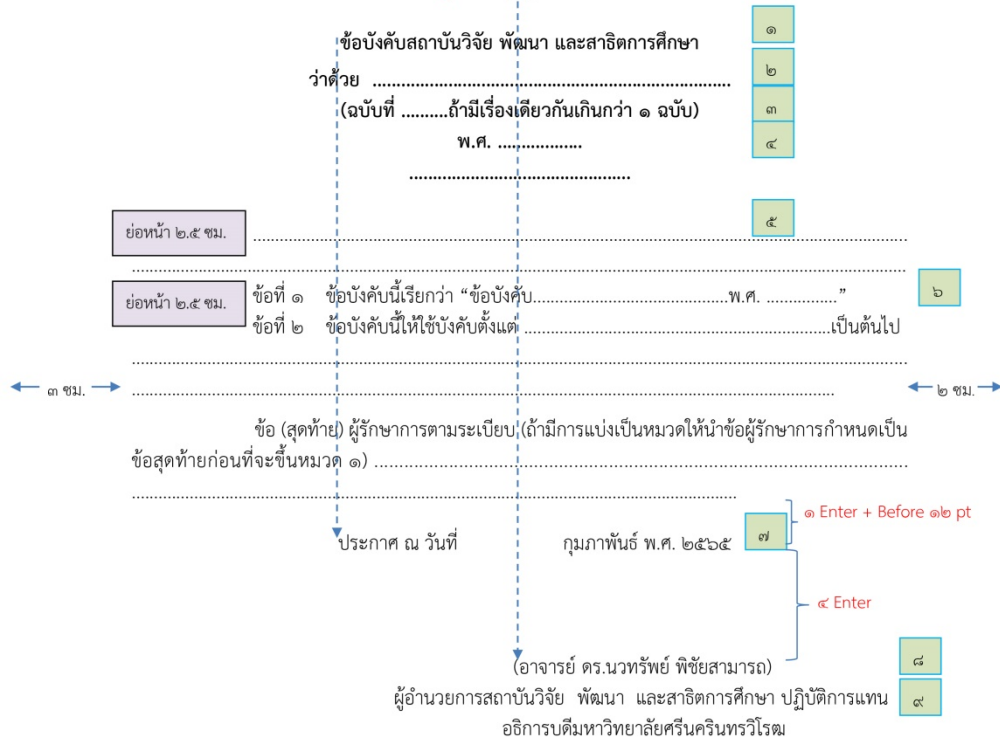 ข้อบังคับสถาบันวิจัย พัฒนา และสาธิตการศึกษา ๑
ว่าด้วย ................................................................... ๒
(ฉบับที่ ..........ถ้ามีเรื่องเดียวกันเกินกว่า ๑ ฉบับ) ๓
พ.ศ. ................. ๔
.............................................
ย่อหน้า ๒.๕ ซม. ................................................................... ๕
...................................................................
ย่อหน้า ๒.๕ ซม. ข้อที่ ๑ ข้อบังคับนี้เรียกว่า “ข้อบังคับ..........................................พ.ศ. ...............” ๖
ข้อที่ ๒ ข้อบังคับนี้ให้ใช้บังคับตั้งแต่ ...................................................................เป็นต้นไป
...................................................................
๓ ซม. ................................................................... ๒ ซม.
ข้อ (สุดท้าย) ผู้รักษาการตามระเบียบ (ถ้ามีการแบ่งเป็นหมวดให้นำข้อผู้รักษาการกำหนดเป็น
ข้อสุดท้ายก่อนที่จะขึ้นหมวด ๑) ...................................................................
...................................................................
๑ Enter + Before ๑๒ pt
ประกาศ ณ วันที่ กุมภาพันธ์ พ.ศ. ๒๕๖๕ ๗
๔ Enter
(อาจารย์ ดร.นวทรัพย์ พิชัยสามารถ) ๘
ผู้อำนวยการสถาบันวิจัย พัฒนา และสาธิตการศึกษา ปฏิบัติการแทน ๙
อธิการบดีมหาวิทยาลัยศรีนครินทรวิโรฒ